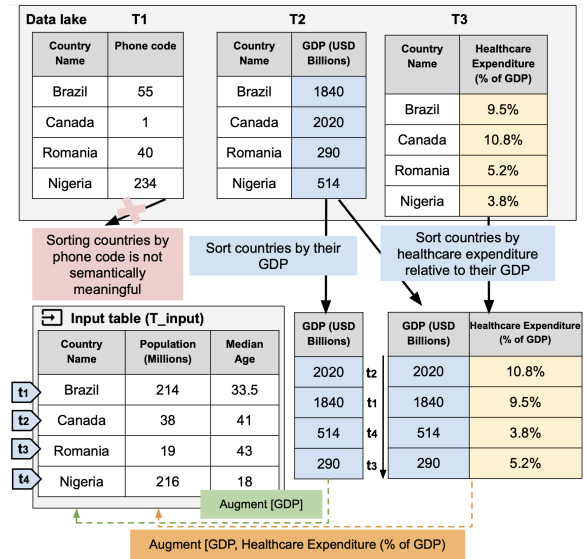 Data lake T1 T2 T3
Country Name Phone code
Brazil 55
Canada 1
Romania 40
Nigeria 234
Country Name GDP (USD Billions)
Brazil 1840
Canada 2020
Romania 290
Nigeria 514
Country Name Healthcare Expenditure (% of GDP)
Brazil 9.5%
Canada 10.8%
Romania 5.2%
Nigeria 3.8%
Sorting countries by
phone code is not
semantically
meaningful
Sort countries by their
GDP
Sort countries by
healthcare expenditure
relative to their GDP
Input table (T_input)
Country Name Population (Millions) Median Age
t1 Brazil 214 33.5
t2 Canada 38 41
t3 Romania 19 43
t4 Nigeria 216 18
GDP (USD Billions)
2020
1840
514
290
GDP (USD Billions) Healthcare Expenditure (% of GDP)
t2 2020 10.8%
t1 1840 9.5%
t4 514 3.8%
t3 290 5.2%
Augment [GDP]
Augment [GDP, Healthcare Expenditure (% of GDP)